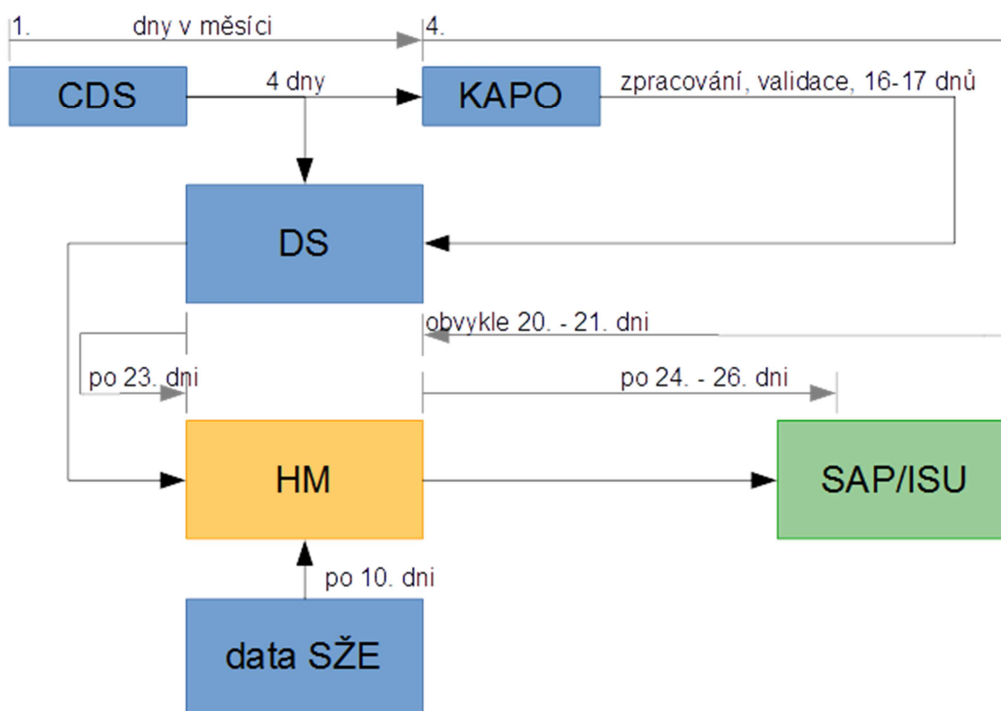 1. dny v měsíci 4.
CDS
4 dny
KAPO
zpracování, validace, 16-17 dnů
DS
obvykle 20. - 21. dni
po 23. dni
po 24. - 26. dni
HM
SAP/ISU
po 10. dni
data SŽE